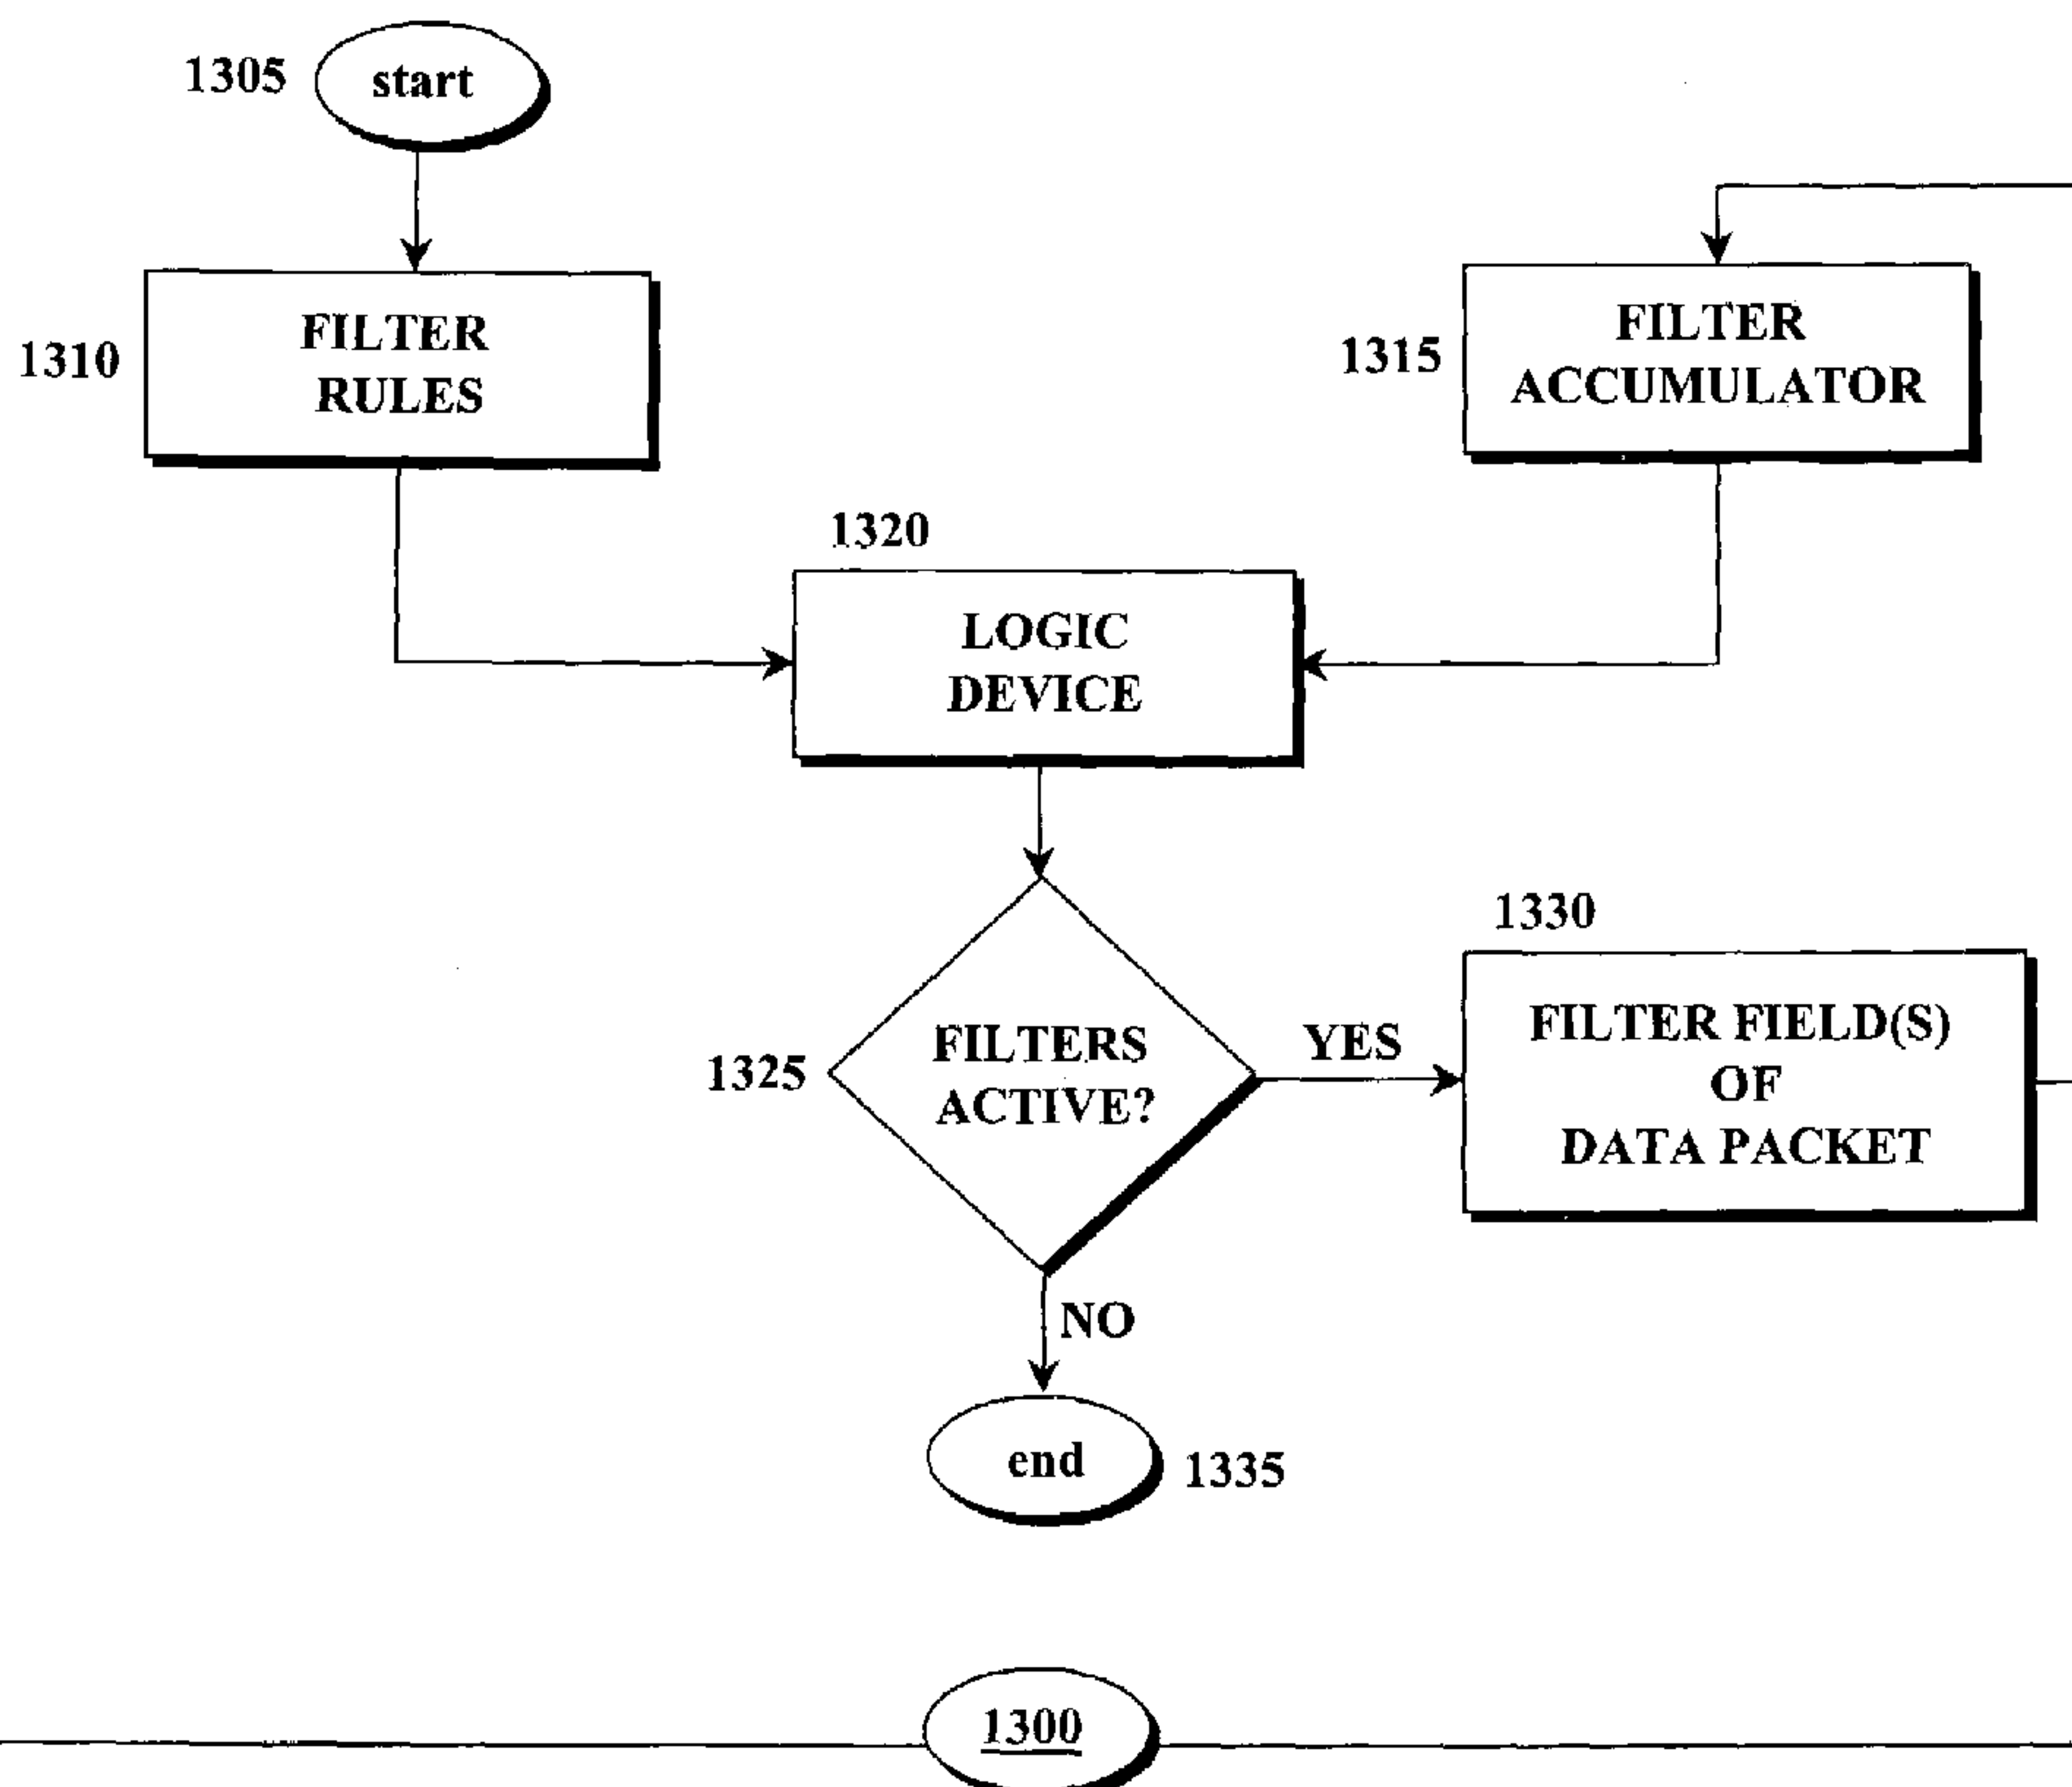 1305
start
1310
FILTER
RULES
1315
FILTER
ACCUMULATOR
1320
LOGIC
DEVICE
1325
FILTERS
ACTIVE?
YES
1330
FILTER FIELD(S)
OF
DATA PACKET
NO
end
1335
1300